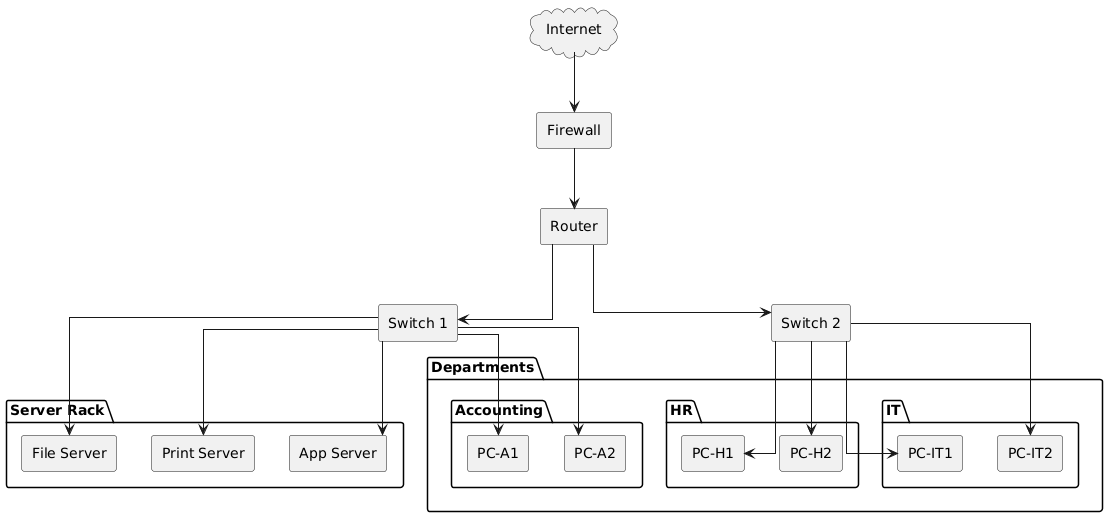 Internet
Firewall
Router
Switch 1
Switch 2
Departments
Server Rack
Accounting
HR
IT
File Server
Print Server
App Server
PC-A1
PC-A2
PC-H1
PC-H2
PC-IT1
PC-IT2